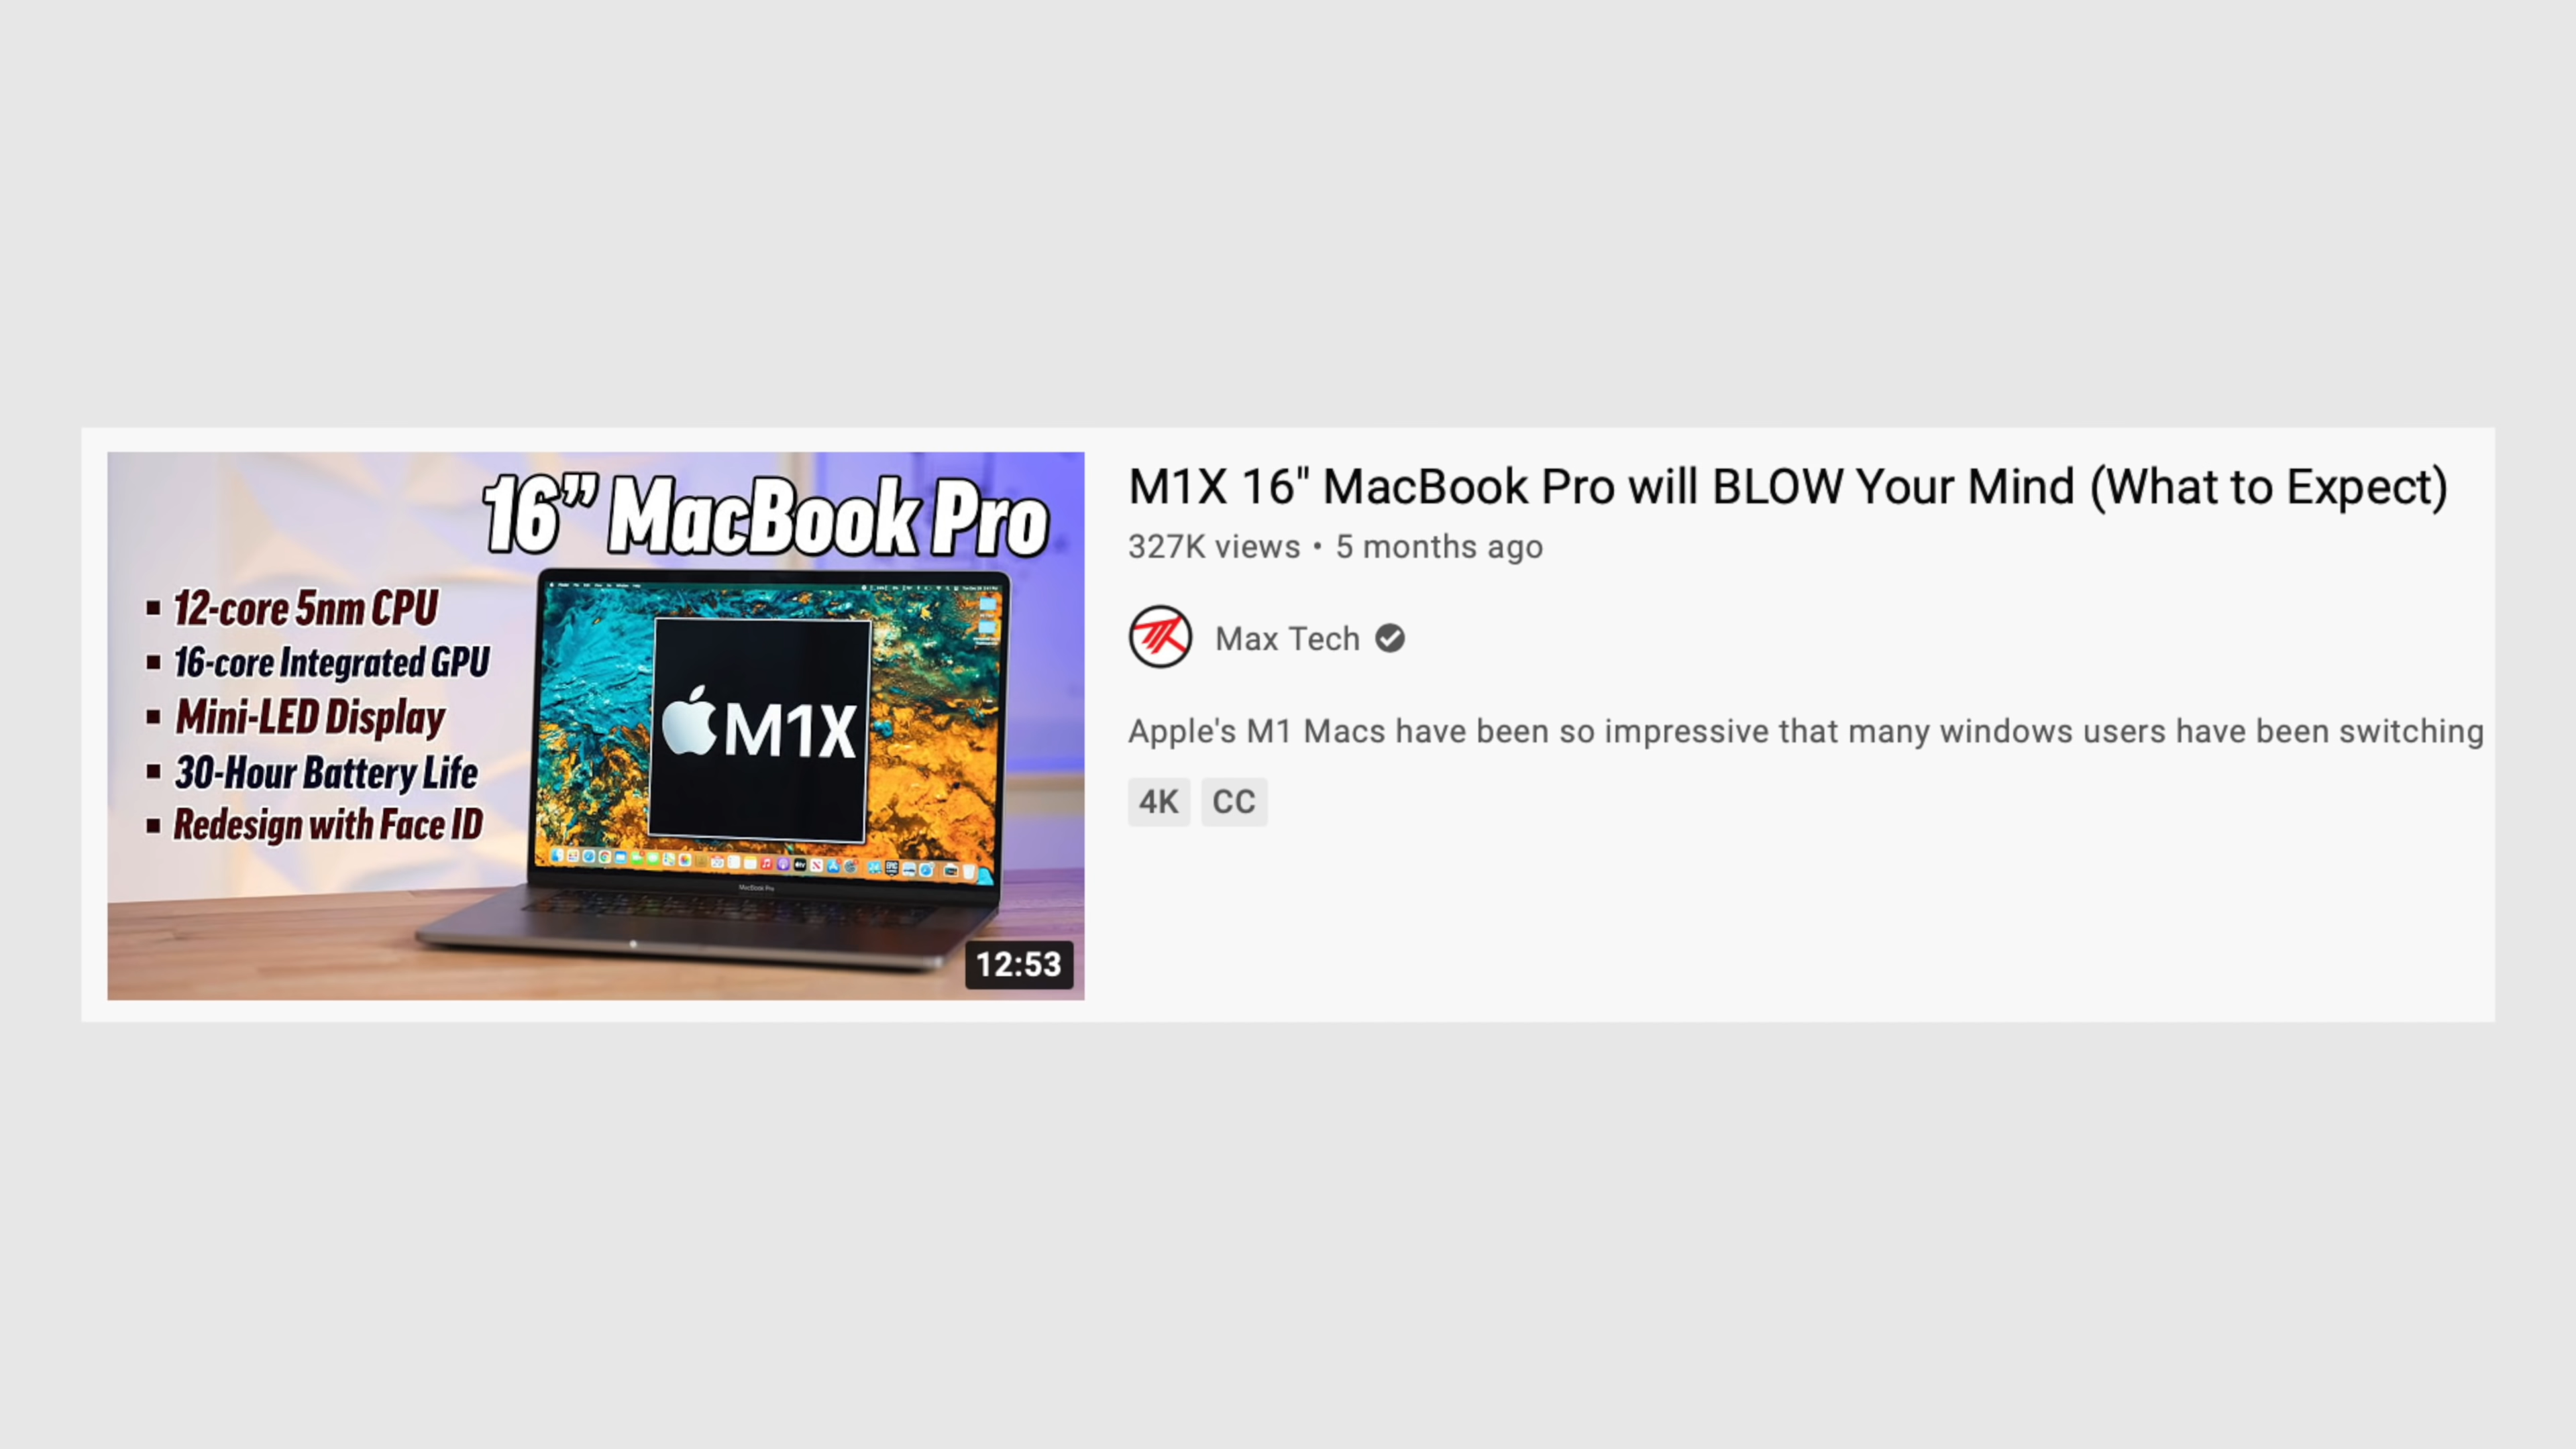 16” MacBook Pro
▪ 12-core 5nm CPU
▪ 16-core Integrated GPU
▪ Mini-LED Display
▪ 30-Hour Battery Life
▪ Redesign with Face ID
M1X
MacBook Pro
12:53
M1X 16" MacBook Pro will BLOW Your Mind (What to Expect)
327K views • 5 months ago
Max Tech
Apple's M1 Macs have been so impressive that many windows users have been switching
4K CC